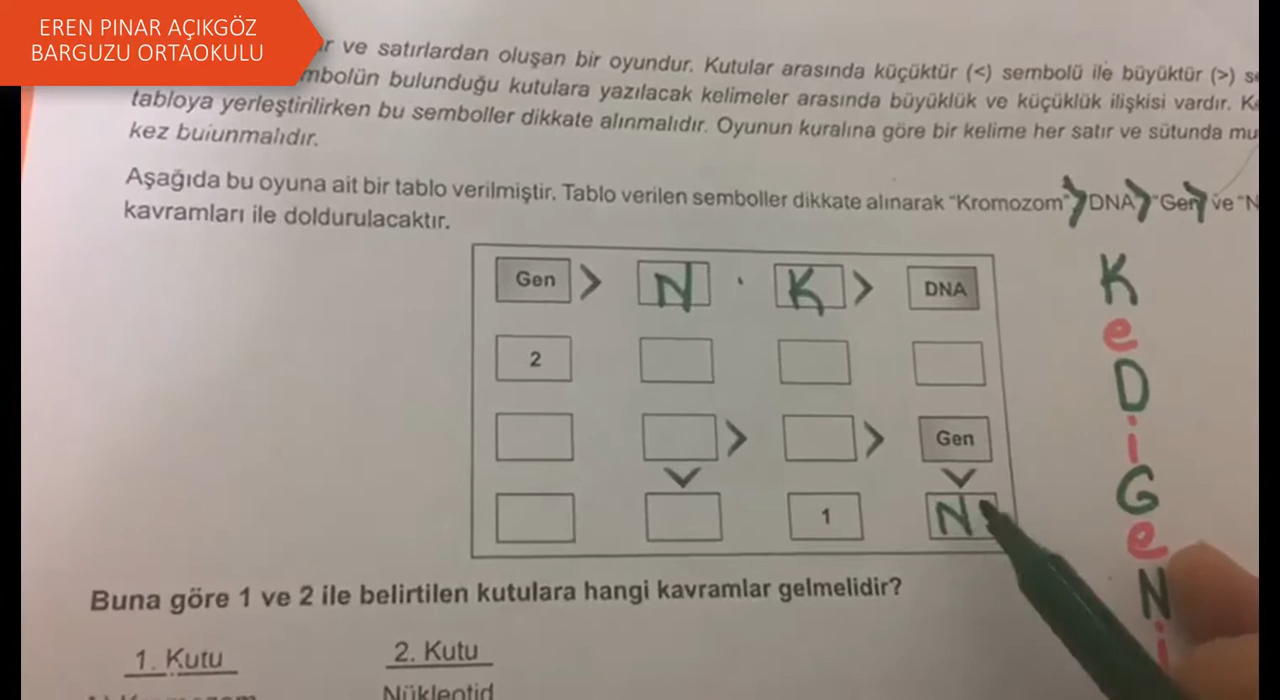 EREN PINAR AÇIKGÖZ
BARGUZU ORTAOKULU
ve satırlardan oluşan bir oyundur. Kutular arasında küçüktür (<) sembolü ile büyüktür (>)
bulunduğu kutulara yazılacak kelimeler arasında büyüklük ve küçüklük ilişkisi vardır.
tabloya yerleştirilirken bu semboller dikkate alınmalıdır. Oyunun kuralına göre bir kelime her satır ve sütunda
kez bulunmalıdır.
Aşağıda bu oyuna ait bir tablo verilmiştir. Tablo verilen semboller dikkate alınarak "Kromozom" > DNA > "Gen > ve "N
kavramları ile doldurulacaktır.
Gen > N · K > DNA
2
> > Gen
1 N
K
e
D
i
G
e
N
i
Buna göre 1 ve 2 ile belirtilen kutulara hangi kavramlar gelmelidir?
1. Kutu 2. Kutu
Nükleotid